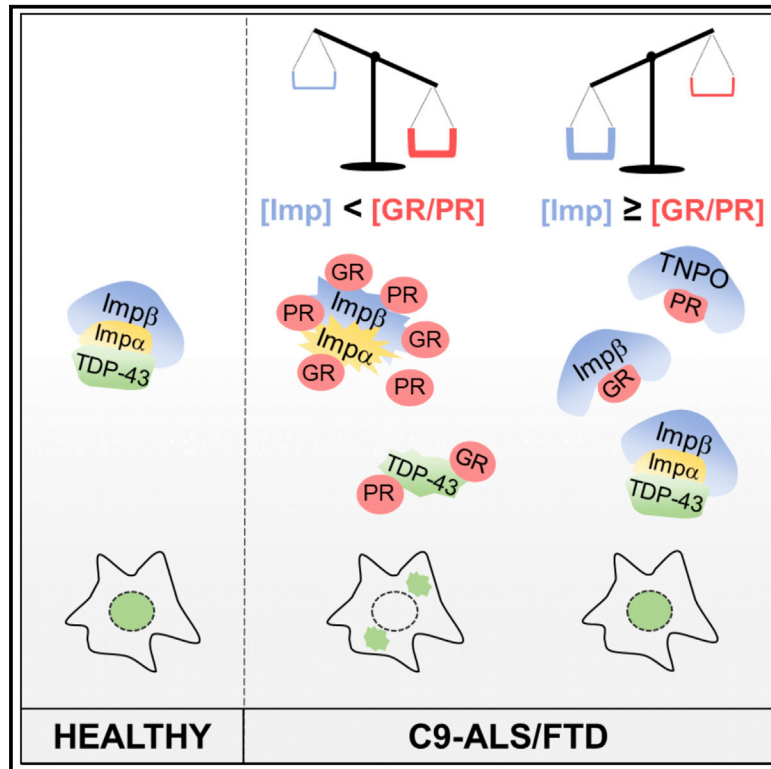 [Imp] < [GR/PR]
[Imp] ≥ [GR/PR]
Impβ
Impα
TDP-43
GR
PR
Impβ
PR
GR
Impα
GR
PR
TDP-43
GR
PR
TNPO
PR
Impβ
GR
Impβ
Impα
TDP-43
HEALTHY
C9-ALS/FTD